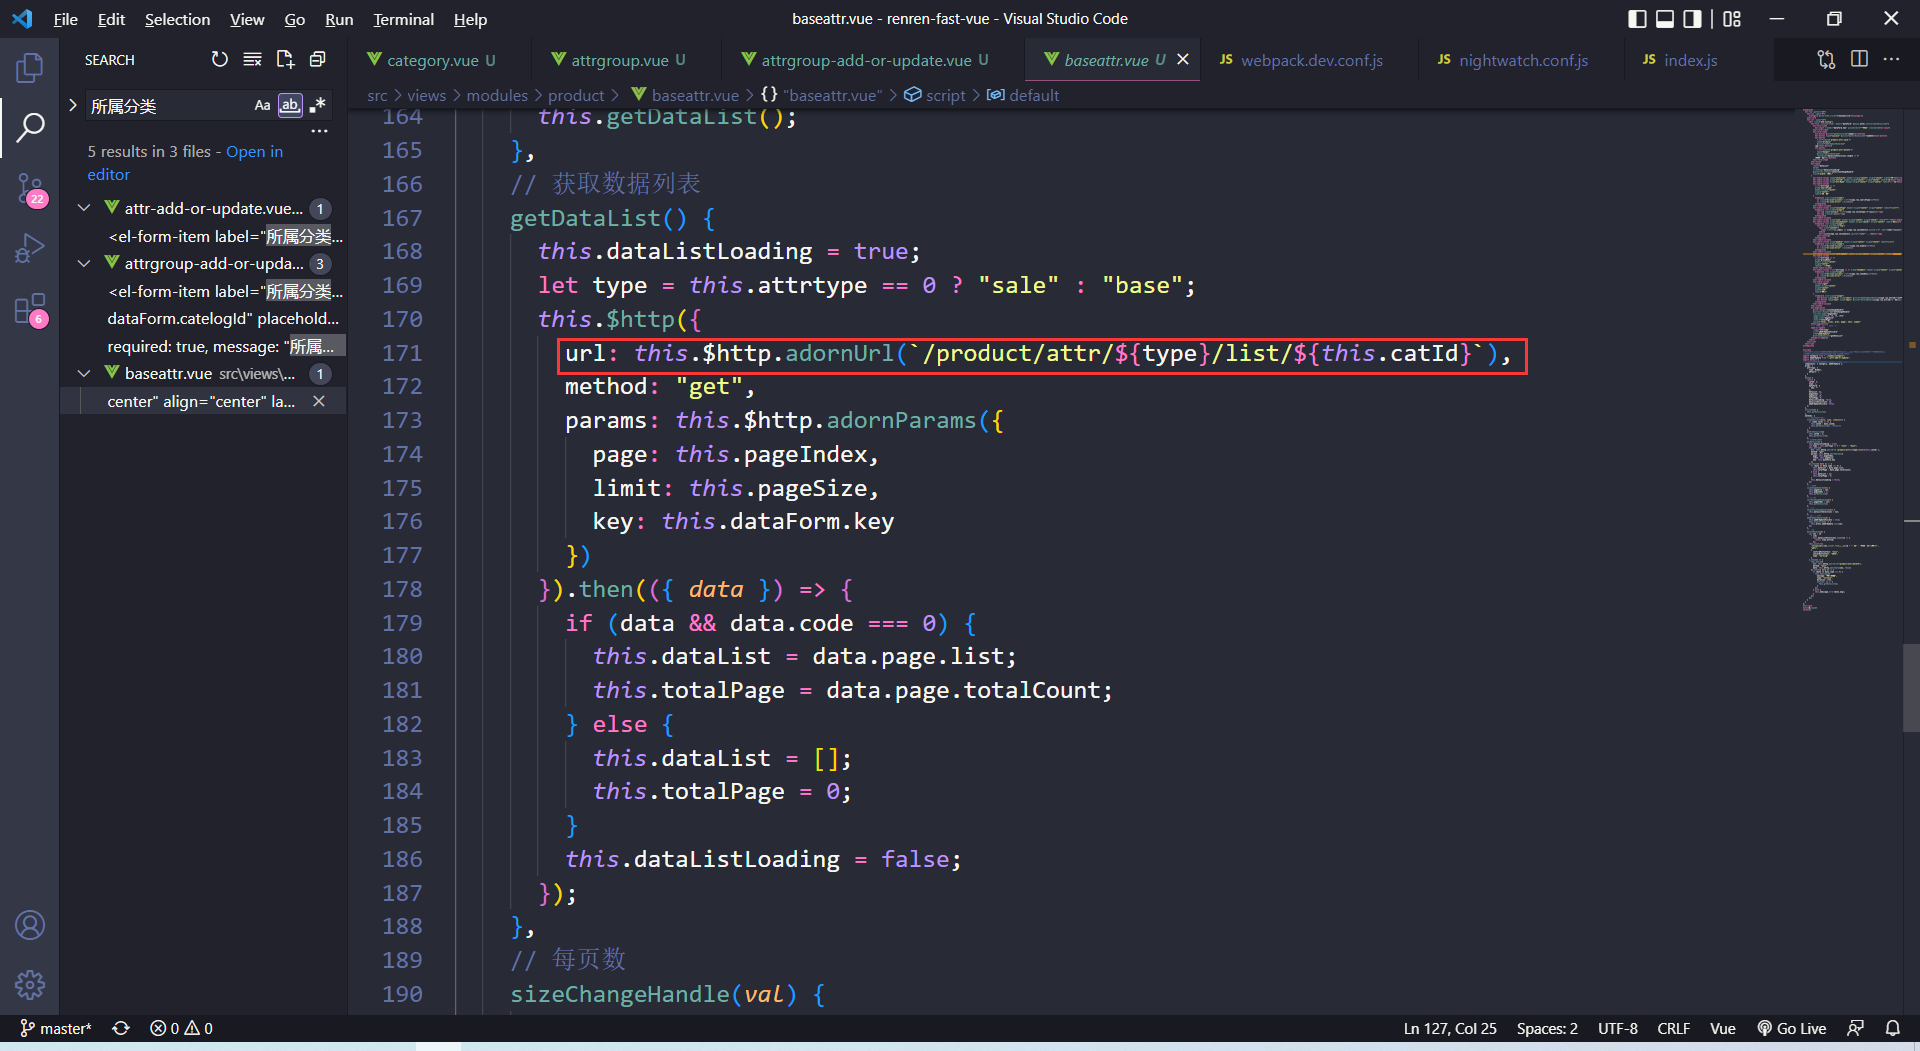 File Edit Selection View Go Run Terminal Help
baseattr.vue - renren-fast-vue - Visual Studio Code
SEARCH
所属分类
Aa ab .*
5 results in 3 files - Open in
editor
attr-add-or-update.vue... 1
<el-form-item label="所属分类...
attrgroup-add-or-upda... 3
<el-form-item label="所属分类...
dataForm.catelogId" placehold...
required: true, message: "所属...
baseattr.vue src\views\... 1
center" align="center" la...
22
6
category.vue U
attrgroup.vue U
attrgroup-add-or-update.vue U
baseattr.vue U
JS webpack.dev.conf.js
JS nightwatch.conf.js
JS index.js
src > views > modules > product > baseattr.vue > {} "baseattr.vue" > script > default
164 this.getDataList();
165 },
166 // 获取数据列表
167 getDataList() {
168 this.dataListLoading = true;
169 let type = this.attrtype == 0 ? "sale" : "base";
170 this.$http({
171 url: this.$http.adornUrl(`/product/attr/${type}/list/${this.catId}`),
172 method: "get",
173 params: this.$http.adornParams({
174 page: this.pageIndex,
175 limit: this.pageSize,
176 key: this.dataForm.key
177 })
178 }).then(({ data }) => {
179 if (data && data.code === 0) {
180 this.dataList = data.page.list;
181 this.totalPage = data.page.totalCount;
182 } else {
183 this.dataList = [];
184 this.totalPage = 0;
185 }
186 this.dataListLoading = false;
187 });
188 },
189 // 每页数
190 sizeChangeHandle(val) {
master* 0 0
Ln 127, Col 25 Spaces: 2 UTF-8 CRLF Vue Go Live